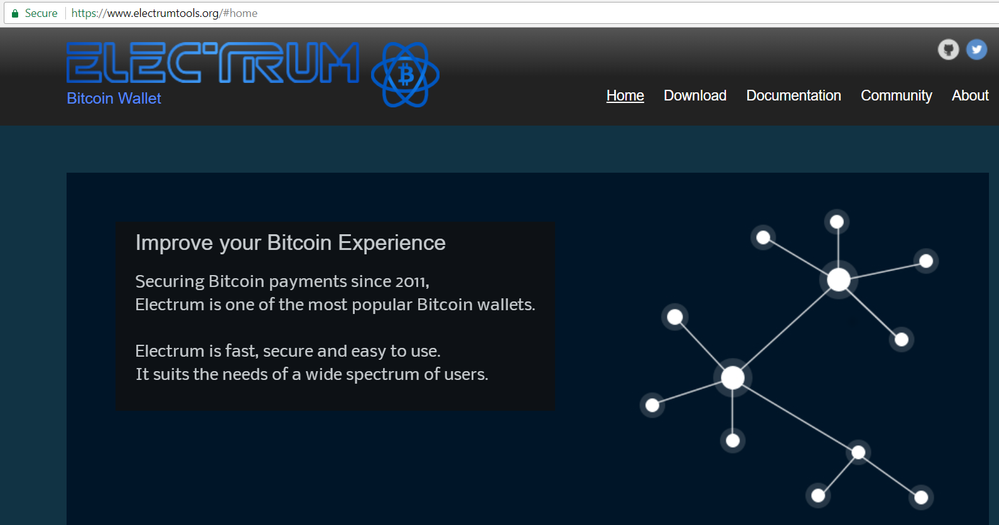 Secure https://www.electrumtools.org/#home
ELECTRUM
Bitcoin Wallet
Home Download Documentation Community About
Improve your Bitcoin Experience
Securing Bitcoin payments since 2011,
Electrum is one of the most popular Bitcoin wallets.
Electrum is fast, secure and easy to use.
It suits the needs of a wide spectrum of users.